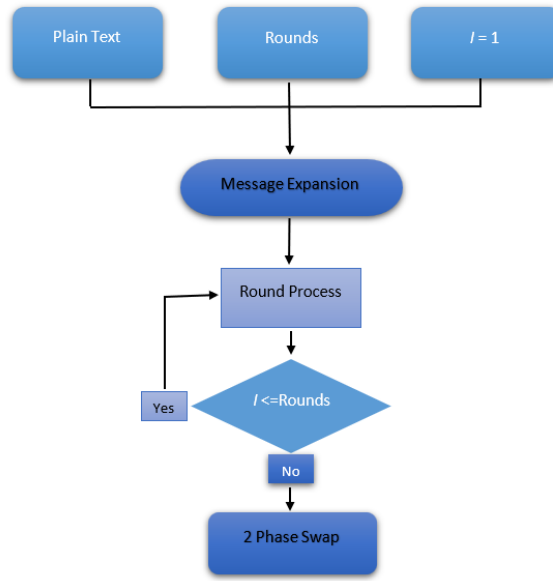 Plain Text
Rounds
I = 1
Message Expansion
Round Process
I <=Rounds
Yes
No
2 Phase Swap